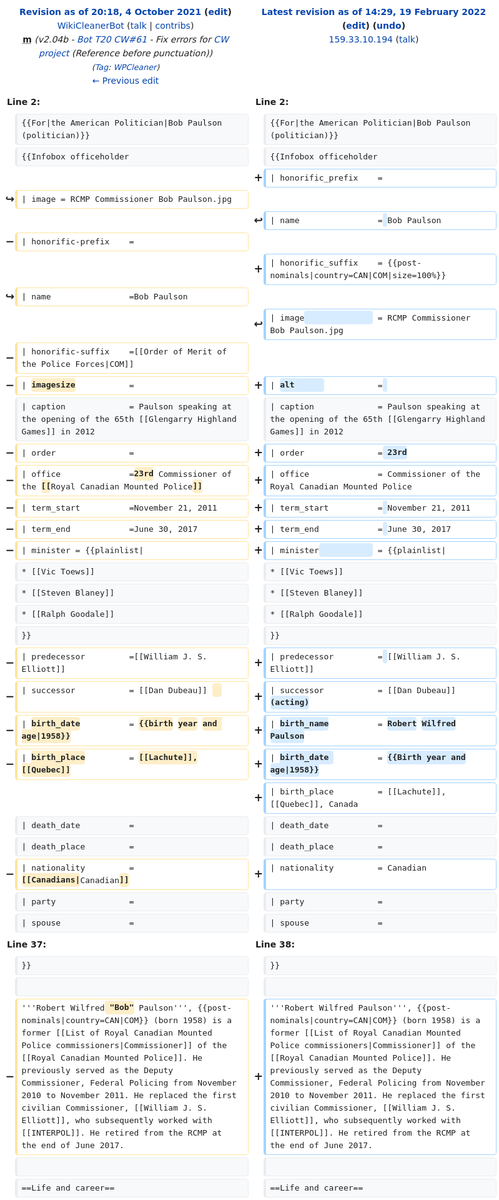 Revision as of 20:18, 4 October 2021 (edit)
WikiCleanerBot (talk | contribs)
m (v2.04b - Bot T20 CW#61 - Fix errors for CW
project (Reference before punctuation))
(Tag: WPCleaner)
← Previous edit
Latest revision as of 14:29, 19 February 2022
(edit) (undo)
159.33.10.194 (talk)
Line 2:
Line 2:
{{For|the American Politician|Bob Paulson
(politician)}}
{{For|the American Politician|Bob Paulson
(politician)}}
{{Infobox officeholder
{{Infobox officeholder
+ | honorific_prefix =
↪ | image = RCMP Commissioner Bob Paulson.jpg
↩ | name = Bob Paulson
− | honorific-prefix =
+ | honorific_suffix = {{post-
nominals|country=CAN|COM|size=100%}}
↪ | name =Bob Paulson
↩ | image = RCMP Commissioner
Bob Paulson.jpg
− | honorific-suffix =[[Order of Merit of
the Police Forces|COM]]
− | imagesize =
+ | alt =
| caption = Paulson speaking at
the opening of the 65th [[Glengarry Highland
Games]] in 2012
| caption = Paulson speaking at
the opening of the 65th [[Glengarry Highland
Games]] in 2012
− | order =
+ | order = 23rd
− | office =23rd Commissioner of
the [[Royal Canadian Mounted Police]]
+ | office = Commissioner of the
Royal Canadian Mounted Police
− | term_start =November 21, 2011
+ | term_start = November 21, 2011
− | term_end =June 30, 2017
+ | term_end = June 30, 2017
− | minister = {{plainlist|
+ | minister = {{plainlist|
* [[Vic Toews]]
* [[Vic Toews]]
* [[Steven Blaney]]
* [[Steven Blaney]]
* [[Ralph Goodale]]
* [[Ralph Goodale]]
}}
}}
− | predecessor =[[William J. S.
Elliott]]
+ | predecessor = [[William J. S.
Elliott]]
− | successor = [[Dan Dubeau]]
+ | successor = [[Dan Dubeau]]
(acting)
− | birth_date = {{birth year and
age|1958}}
+ | birth_name = Robert Wilfred
Paulson
− | birth_place = [[Lachute]],
[[Quebec]]
+ | birth_date = {{Birth year and
age|1958}}
+ | birth_place = [[Lachute]],
[[Quebec]], Canada
| death_date =
| death_date =
| death_place =
| death_place =
− | nationality =
[[Canadians|Canadian]]
+ | nationality = Canadian
| party =
| party =
| spouse =
| spouse =
Line 37:
Line 38:
}}
}}
− '''Robert Wilfred "Bob" Paulson''', {{post-
nominals|country=CAN|COM}} (born 1958) is a
former [[List of Royal Canadian Mounted
Police commissioners|Commissioner]] of the
[[Royal Canadian Mounted Police]]. He
previously served as the Deputy
Commissioner, Federal Policing from November
2010 to November 2011. He replaced the first
civilian Commissioner, [[William J. S.
Elliott]], who subsequently worked with
[[INTERPOL]]. He retired from the RCMP at
the end of June 2017.
+ '''Robert Wilfred Paulson''', {{post-
nominals|country=CAN|COM}} (born 1958) is a
former [[List of Royal Canadian Mounted
Police commissioners|Commissioner]] of the
[[Royal Canadian Mounted Police]]. He
previously served as the Deputy
Commissioner, Federal Policing from November
2010 to November 2011. He replaced the first
civilian Commissioner, [[William J. S.
Elliott]], who subsequently worked with
[[INTERPOL]]. He retired from the RCMP at
the end of June 2017.
==Life and career==
==Life and career==